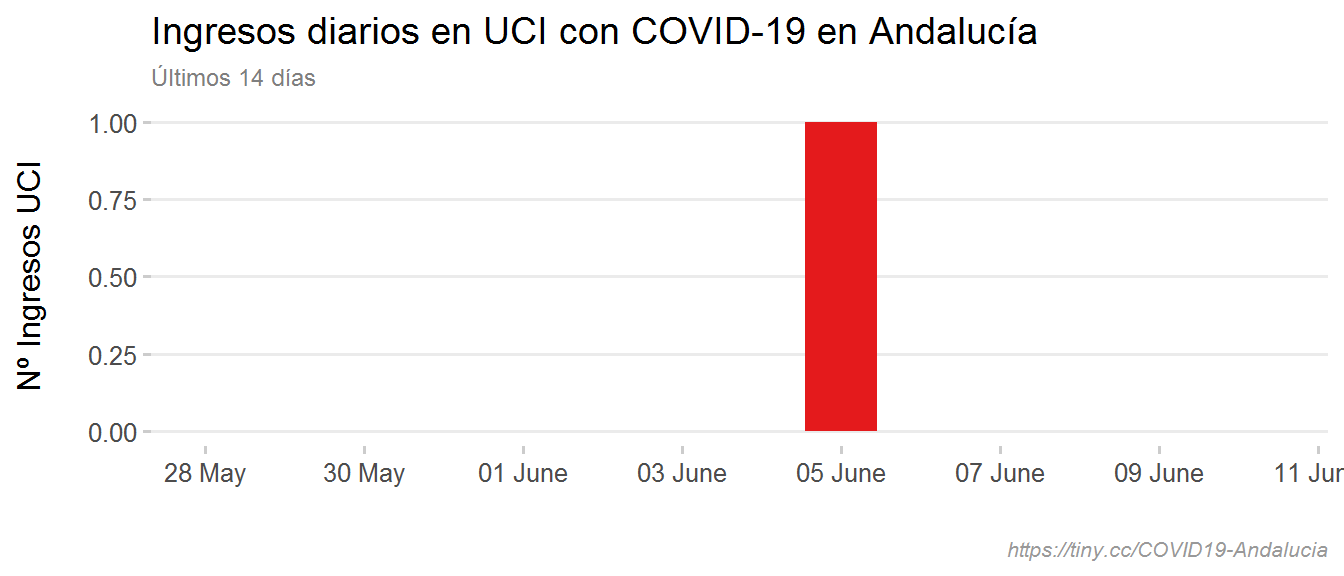 Ingresos diarios en UCI con COVID-19 en Andalucía
Últimos 14 días
Nº Ingresos UCI
1.00
0.75
0.50
0.25
0.00
28 May 30 May 01 June 03 June 05 June 07 June 09 June 11 Jun
https://tiny.cc/COVID19-Andalucia